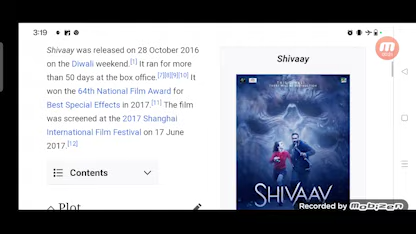 3:19
Shivaay was released on 28 October 2016
on the Diwali weekend.[1] It ran for more
than 50 days at the box office.[7][8][9][10] It
won the 64th National Film Award for
Best Special Effects in 2017.[11] The film
was screened at the 2017 Shanghai
International Film Festival on 17 June
2017.[12]
Contents
Plot
Shivaay
SHIVAAY
Recorded by Mobizen